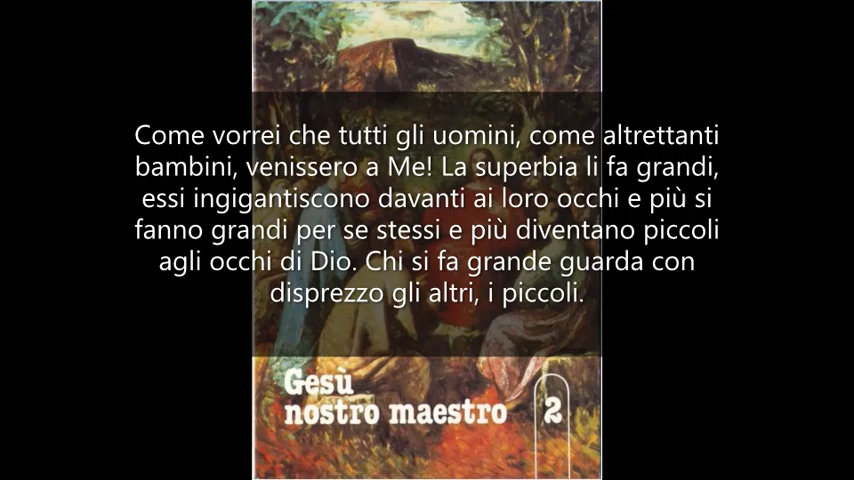 Come vorrei che tutti gli uomini, come altrettanti
bambini, venissero a Me! La superbia li fa grandi,
essi ingigantiscono davanti ai loro occhi e più si
fanno grandi per se stessi e più diventano piccoli
agli occhi di Dio. Chi si fa grande guarda con
disprezzo gli altri, i piccoli.
Gesù
nostro maestro
2